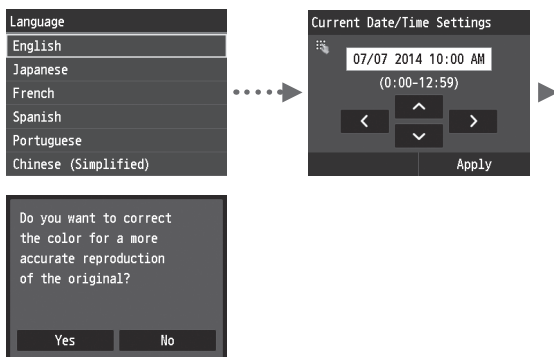 Language
English
Japanese
French
Spanish
Portuguese
Chinese (Simplified)
Current Date/Time Settings
07/07 2014 10:00 AM
(0:00-12:59)
Apply
Do you want to correct
the color for a more
accurate reproduction
of the original?
Yes No